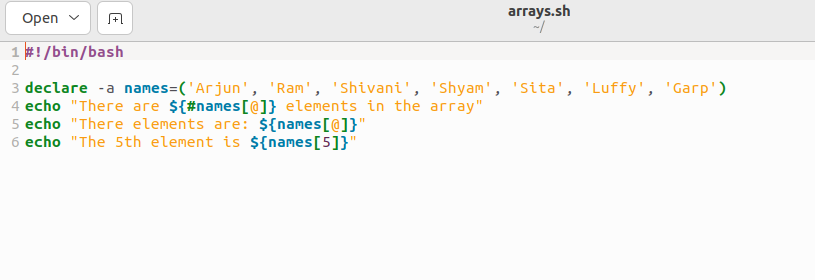 Open
arrays.sh
~/
1 #!/bin/bash
2
3 declare -a names=('Arjun', 'Ram', 'Shivani', 'Shyam', 'Sita', 'Luffy', 'Garp')
4 echo "There are ${#names[@]} elements in the array"
5 echo "There elements are: ${names[@]}"
6 echo "The 5th element is ${names[5]}"